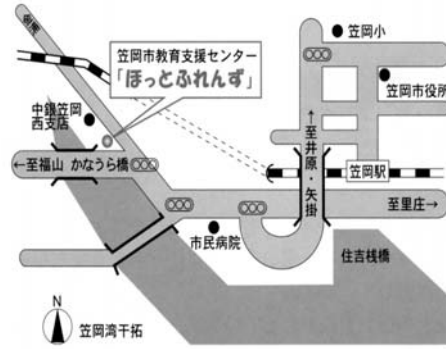 笠岡小
笠岡市教育支援センター
「ほっとふれんず」
笠岡市役所
中銀笠岡
西支店
←至福山 かなうら橋
←至井原・矢掛
笠岡駅
至里庄→
市民病院
住吉桟橋
N
笠岡湾干拓